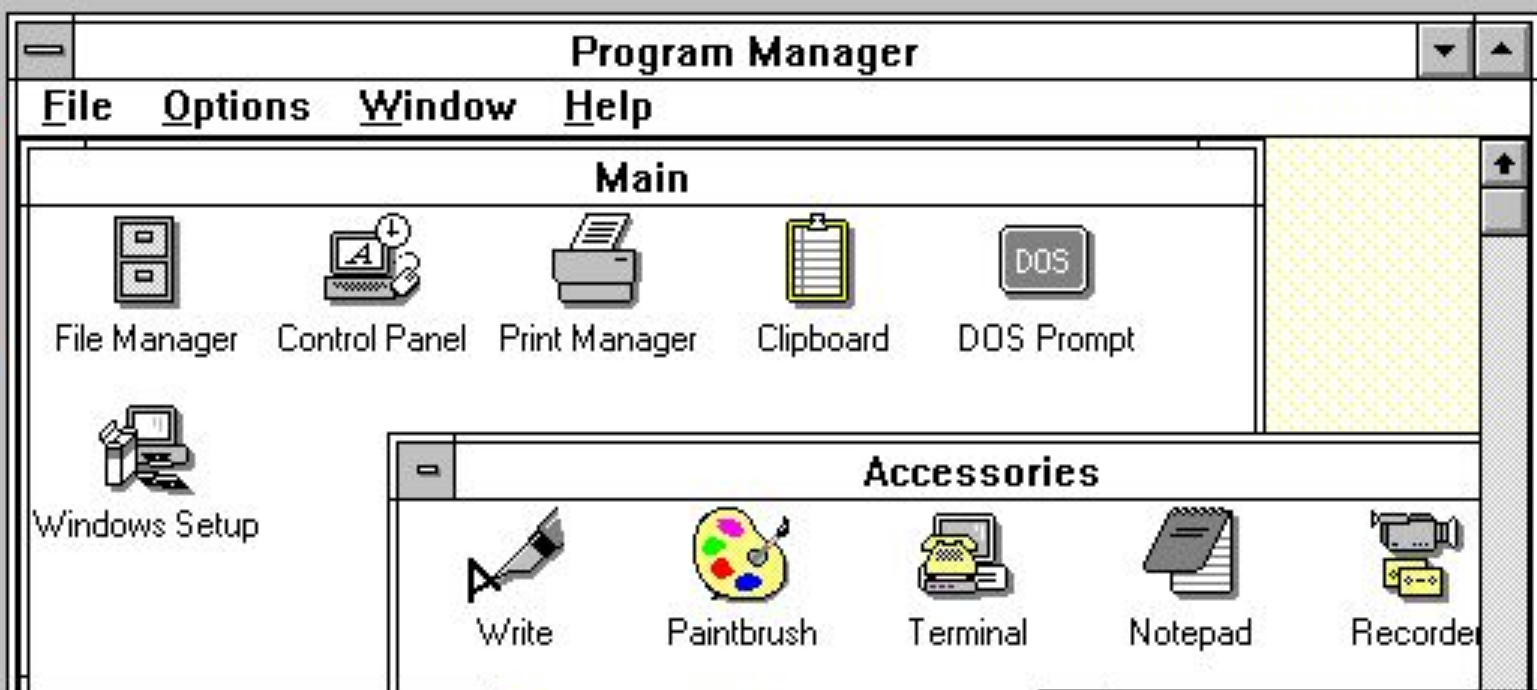 Program Manager
File Options Window Help
Main
DOS
File Manager Control Panel Print Manager Clipboard DOS Prompt
Windows Setup
Accessories
Write Paintbrush Terminal Notepad Recorder